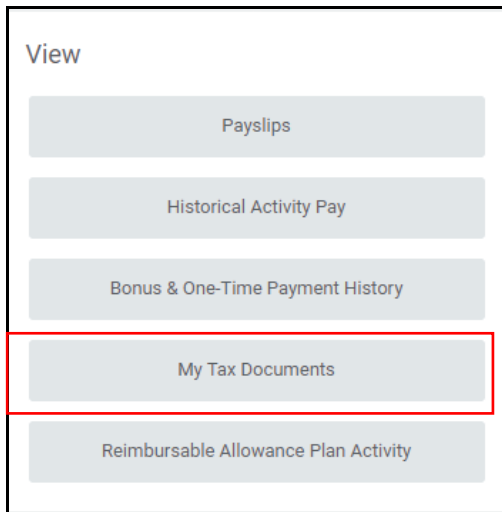 View
Payslips
Historical Activity Pay
Bonus & One-Time Payment History
My Tax Documents
Reimbursable Allowance Plan Activity